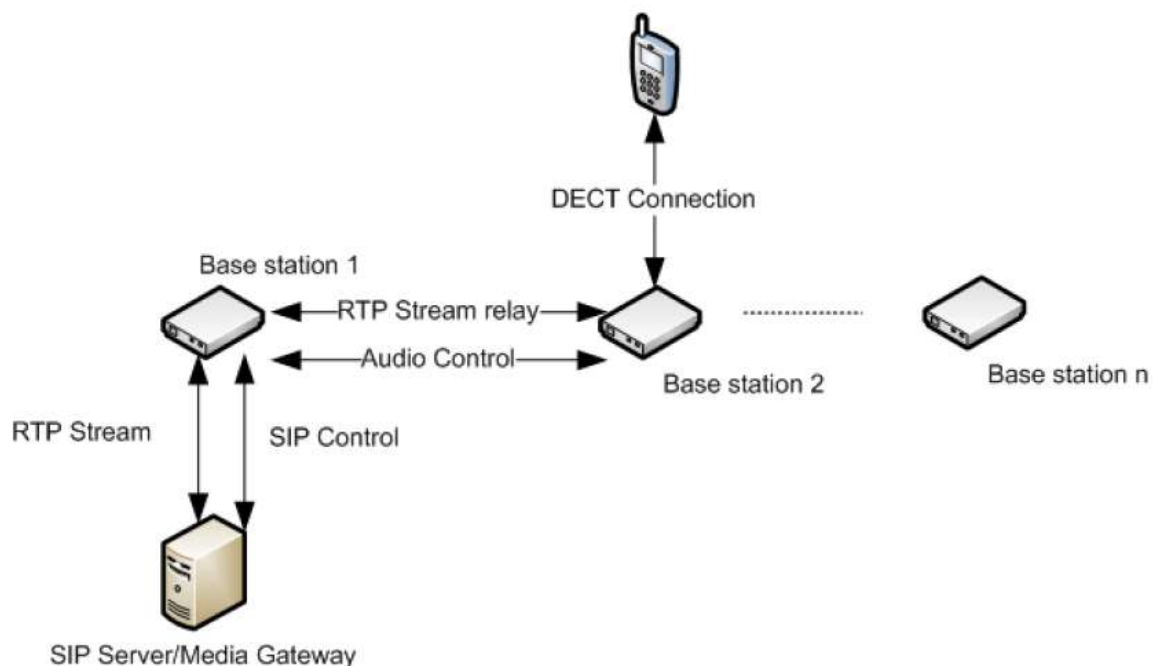 DECT Connection
Base station 1
RTP Stream relay
Audio Control
Base station 2
Base station n
RTP Stream
SIP Control
SIP Server/Media Gateway